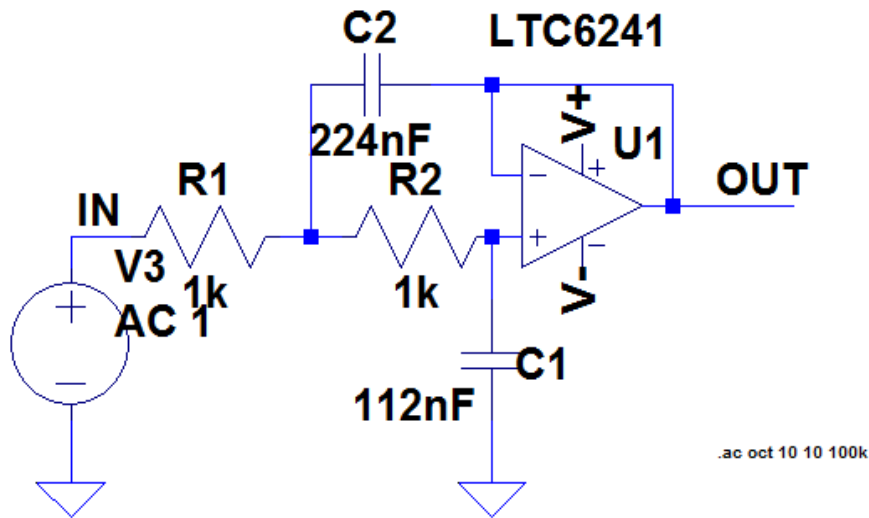 C2
LTC6241
224nF
V+
U1
R1
R2
OUT
IN
V3
1k
1k
V-
AC 1
C1
112nF
.ac oct 10 10 100k